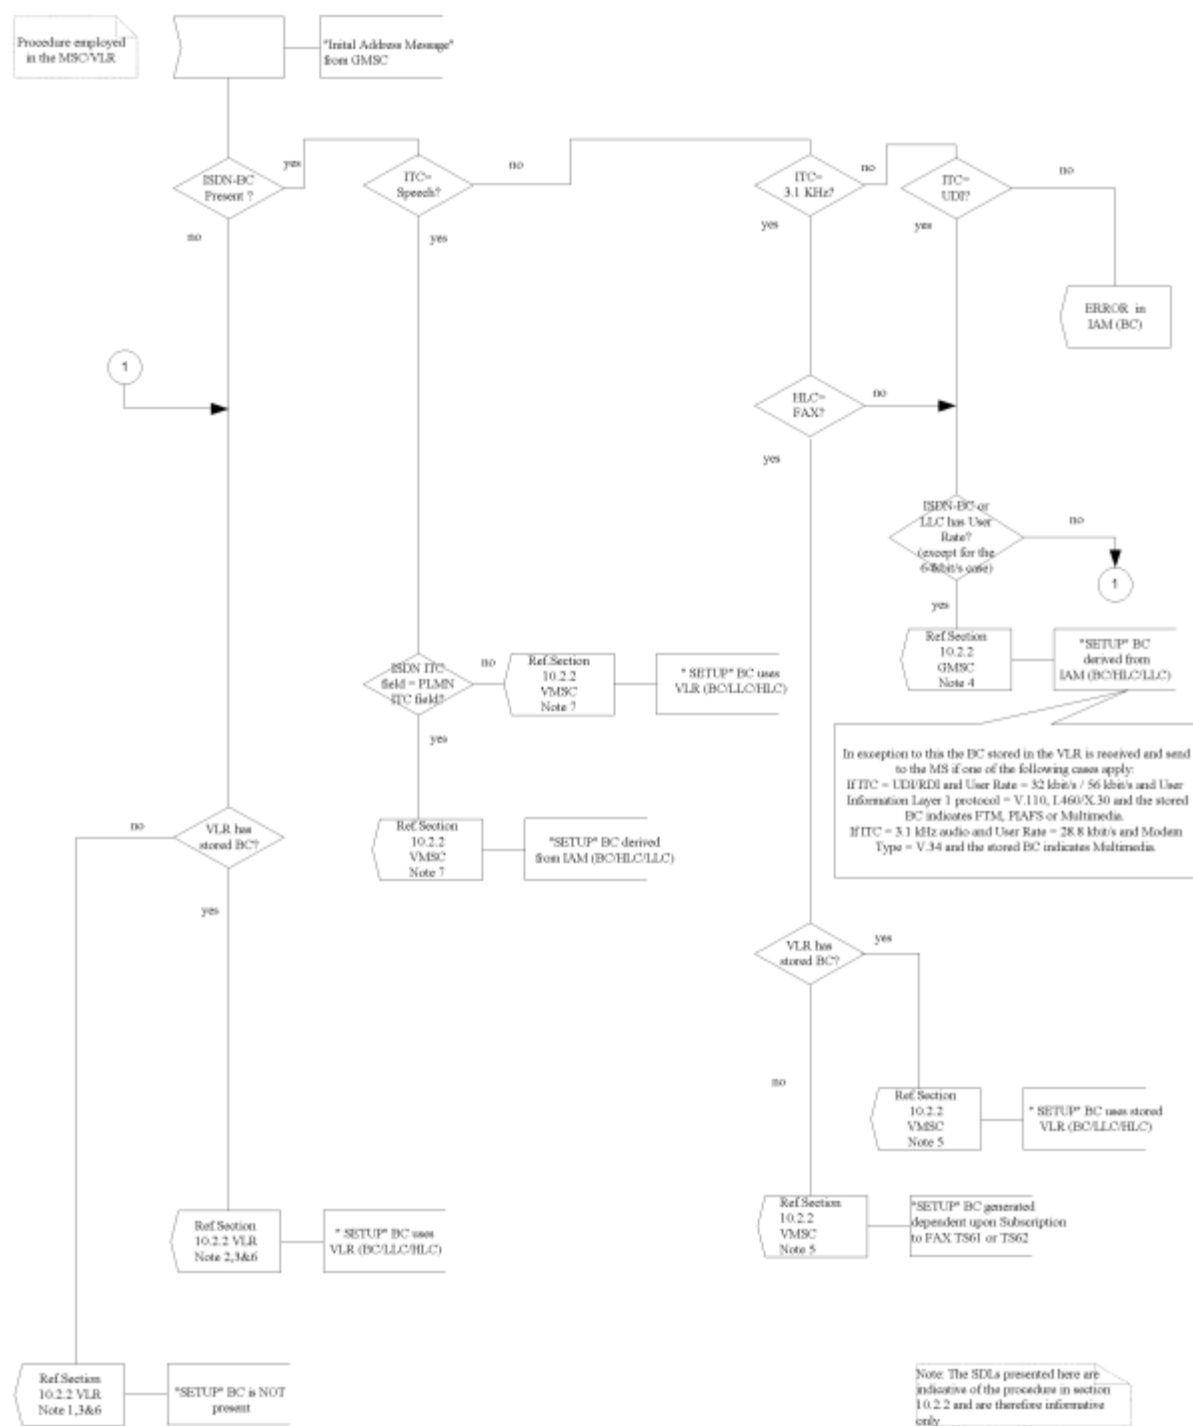 Procedure employed
in the MSC/VLR
"Inital Address Message"
from GMSC
ISDN-BC
Present ?
yes
no
ITC=
Speech?
no
yes
ITC=
3.1 KHz?
no
yes
ITC=
UDI?
no
yes
ERROR in
IAM (BC)
1
HLC=
FAX?
no
yes
ISDN-BC or
LLC has User
Rate?
(except for the
64kbit/s case)
no
1
yes
Ref.Section
10.2.2
GMSC
Note 4
"SETUP" BC
derived from
IAM (BC/HLC/LLC)
ISDN ITC
field = PLMN
ITC field?
no
Ref.Section
10.2.2
VMSC
Note 7
" SETUP" BC uses
VLR (BC/LLC/HLC)
yes
In exception to this the BC stored in the VLR is received and send
to the MS if one of the following cases apply:
If ITC = UDI/RDI and User Rate = 32 kbit/s / 56 kbit/s and User
Information Layer 1 protocol = V.110, I.460/X.30 and the stored
BC indicates FTM, PIAFS or Multimedia.
If ITC = 3.1 kHz audio and User Rate = 28.8 kbit/s and Modem
Type = V.34 and the stored BC indicates Multimedia.
Ref.Section
10.2.2
VMSC
Note 7
"SETUP" BC derived
from IAM (BC/HLC/LLC)
no
VLR has
stored BC?
yes
VLR has
stored BC?
yes
no
Ref.Section
10.2.2
VMSC
Note 5
" SETUP" BC uses stored
VLR (BC/LLC/HLC)
Ref.Section
10.2.2 VLR
Note 2,3&6
" SETUP" BC uses
VLR (BC/LLC/HLC)
Ref.Section
10.2.2
VMSC
Note 5
"SETUP" BC generated
dependent upon Subscription
to FAX TS61 or TS62
Ref.Section
10.2.2 VLR
Note 1,3&6
"SETUP" BC is NOT
present
Note: The SDLs presented here are
indicative of the procedure in section
10.2.2 and are therefore informative
only